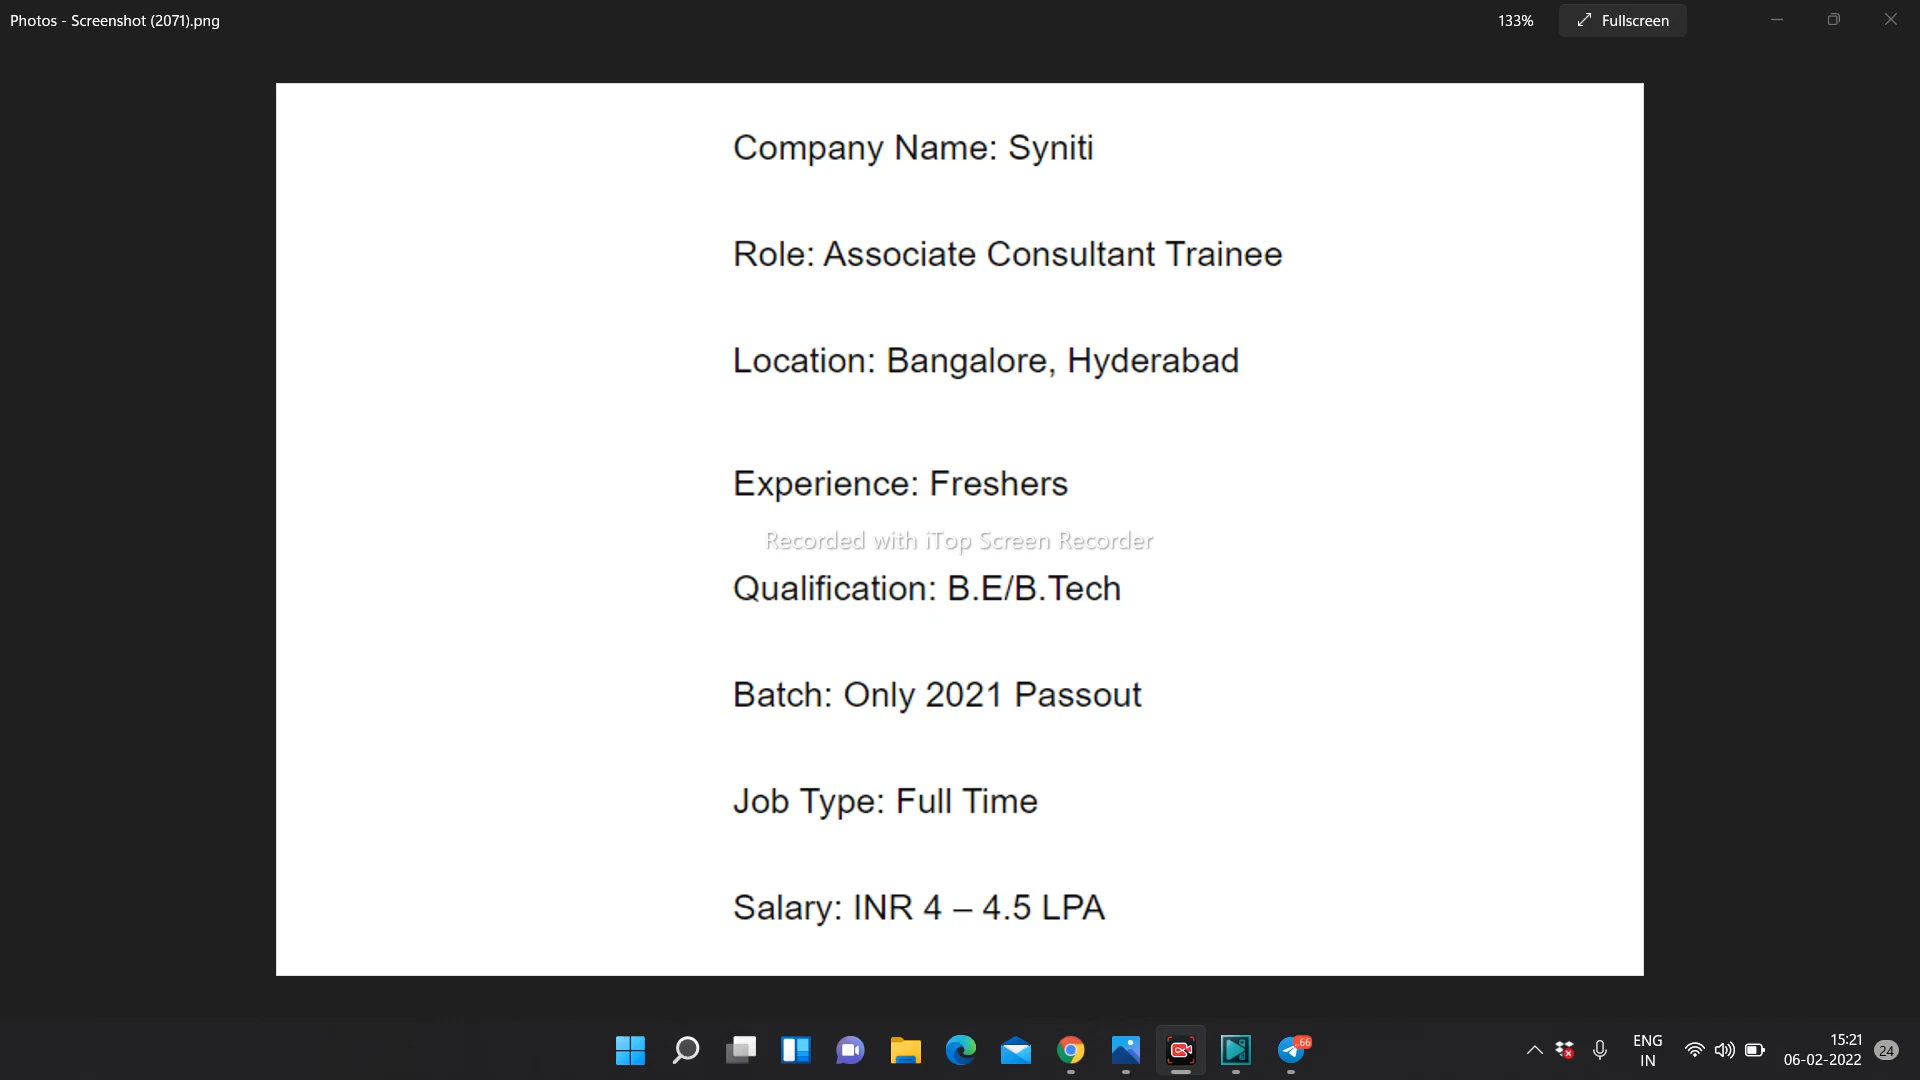 Photos - Screenshot (2071).png
133%
Fullscreen
Company Name: Syniti
Role: Associate Consultant Trainee
Location: Bangalore, Hyderabad
Experience: Freshers
Recorded with iTop Screen Recorder
Qualification: B.E/B.Tech
Batch: Only 2021 Passout
Job Type: Full Time
Salary: INR 4 – 4.5 LPA
66
ENG
IN
15:21
06-02-2022
24